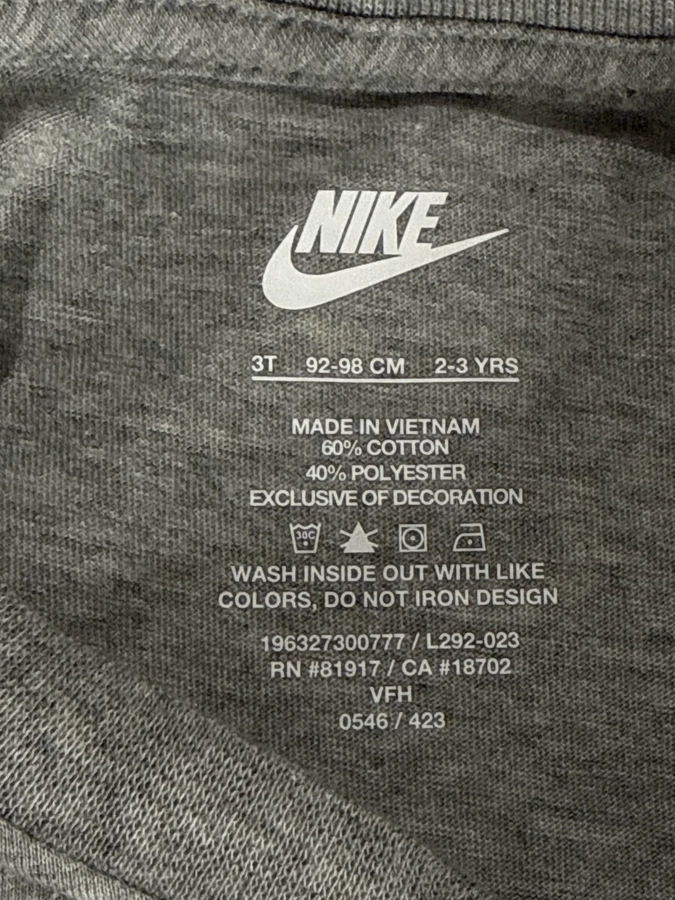 NIKE
3T 92-98 CM 2-3 YRS
MADE IN VIETNAM
60% COTTON
40% POLYESTER
EXCLUSIVE OF DECORATION
30C
WASH INSIDE OUT WITH LIKE
COLORS, DO NOT IRON DESIGN
196327300777 / L292-023
RN #81917 / CA #18702
VFH
0546 / 423